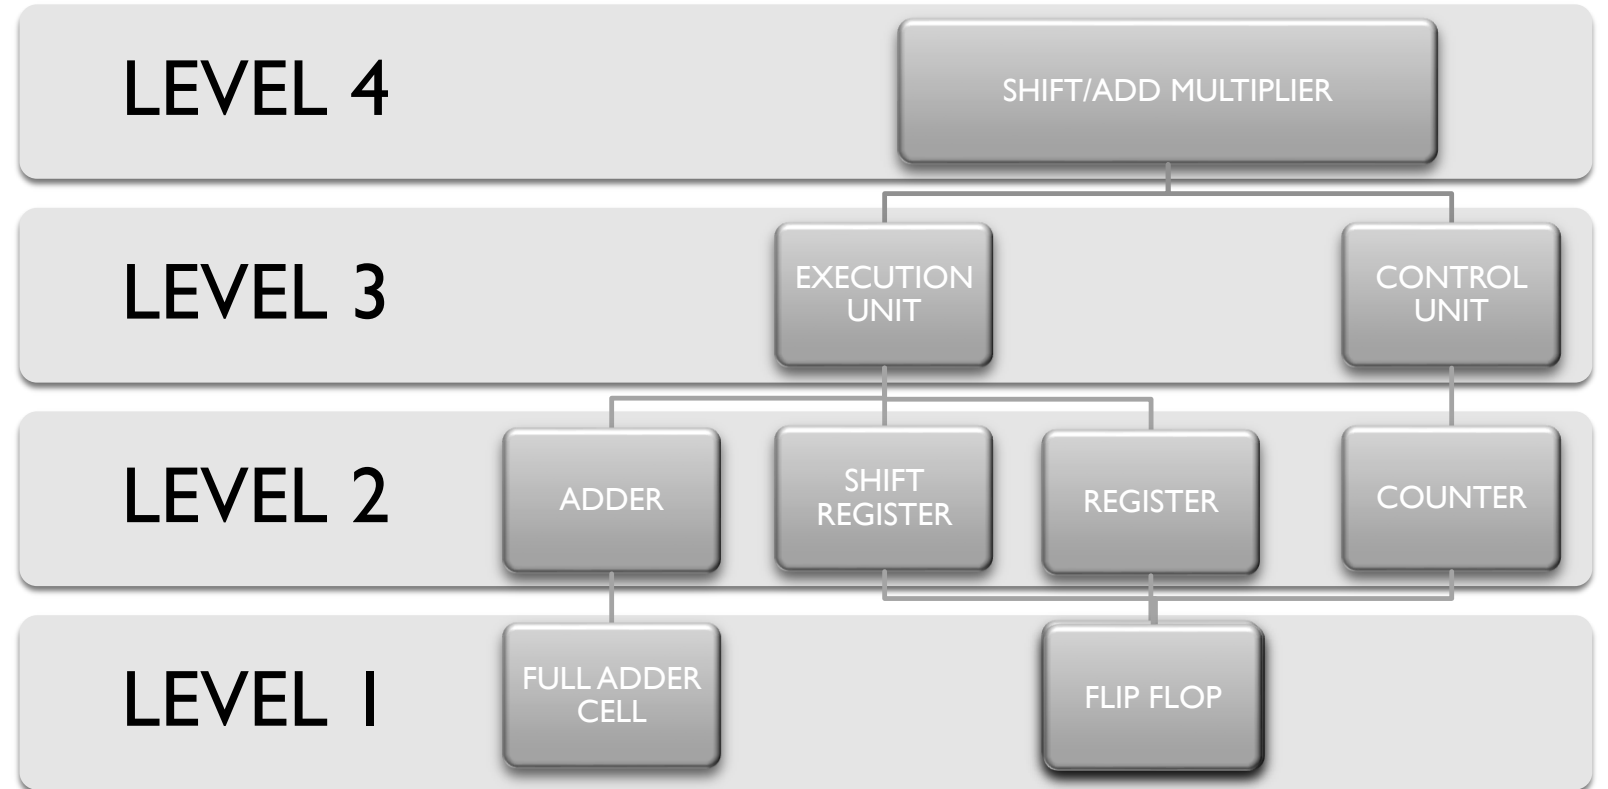 LEVEL 4
SHIFT/ADD MULTIPLIER
LEVEL 3
EXECUTION
UNIT
CONTROL
UNIT
LEVEL 2
ADDER
SHIFT
REGISTER
REGISTER
COUNTER
LEVEL 1
FULL ADDER
CELL
FLIP FLOP